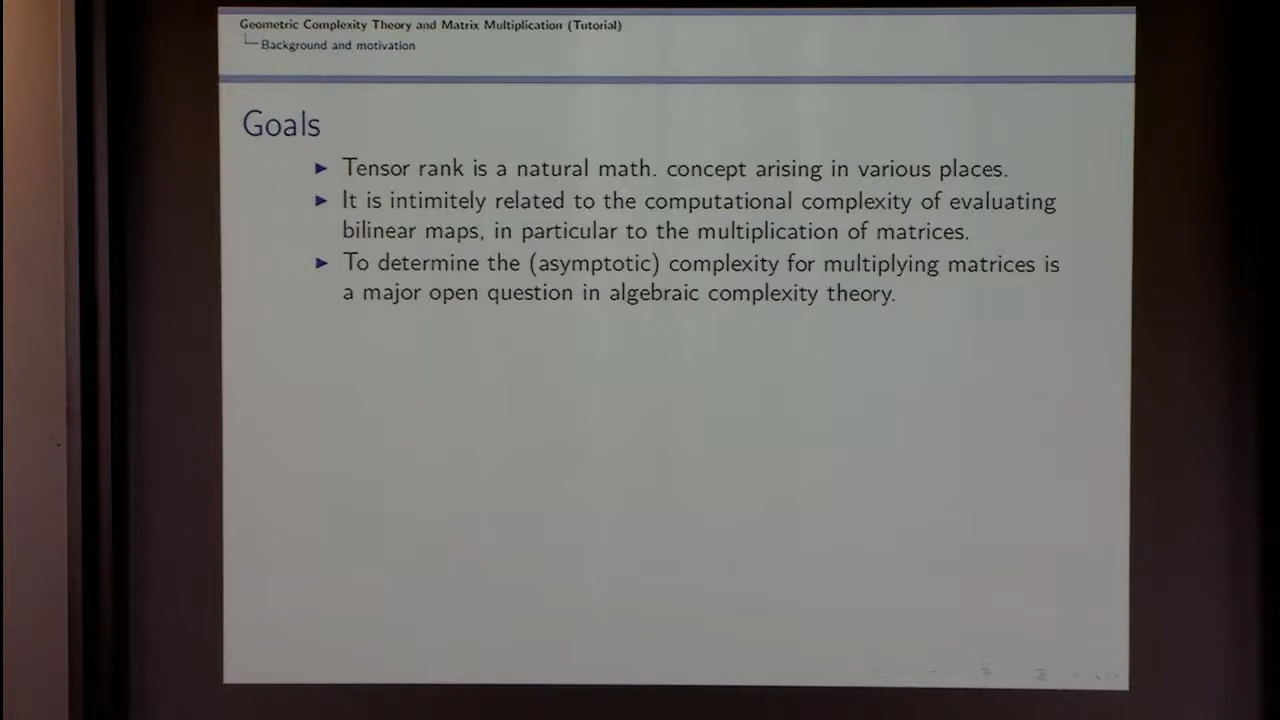 Geometric Complexity Theory and Matrix Multiplication (Tutorial)
Background and motivation
Goals
Tensor rank is a natural math. concept arising in various places.
It is intimitely related to the computational complexity of evaluating
bilinear maps, in particular to the multiplication of matrices.
To determine the (asymptotic) complexity for multiplying matrices is
a major open question in algebraic complexity theory.